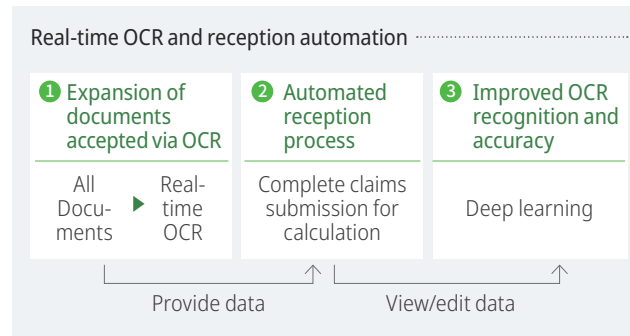 Real-time OCR and reception automation
1 Expansion of
documents
accepted via OCR
All
Docu-
ments
Real-
time
OCR
2 Automated
reception
process
Complete claims
submission for
calculation
3 Improved OCR
recognition and
accuracy
Deep learning
Provide data
View/edit data